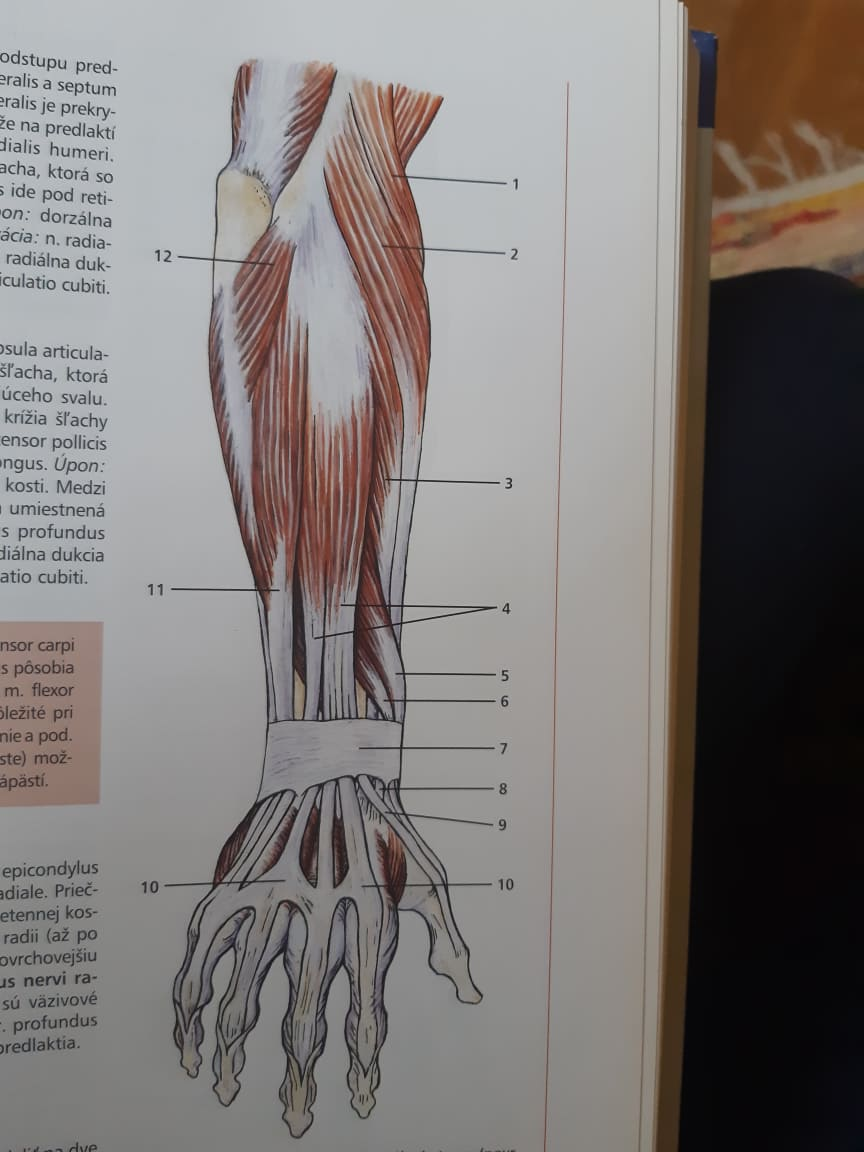 odstupu pred-
eralis a septum
eralis je prekry-
že na predlaktí
dialis humeri.
acha, ktorá so
s ide pod reti-
on: dorzálna
ácia: n. radia-
radiálna duk-
iculatio cubiti.
osula articula-
šľacha, ktorá
úceho svalu.
krížia šľachy
ensor pollicis
ongus. Úpon:
kosti. Medzi
umiestnená
s profundus
diálna dukcia
atio cubiti.
nsor carpi
s pôsobia
m. flexor
ôležité pri
nie a pod.
ste) mož-
ápästí.
epicondylus
adiale. Prieč-
etennej kos-
radii (až po
ovrchovejšiu
us nervi ra-
sú väzivové
r. profundus
predlaktia.
dve
1
2
12
3
11
4
5
6
7
8
9
10
10